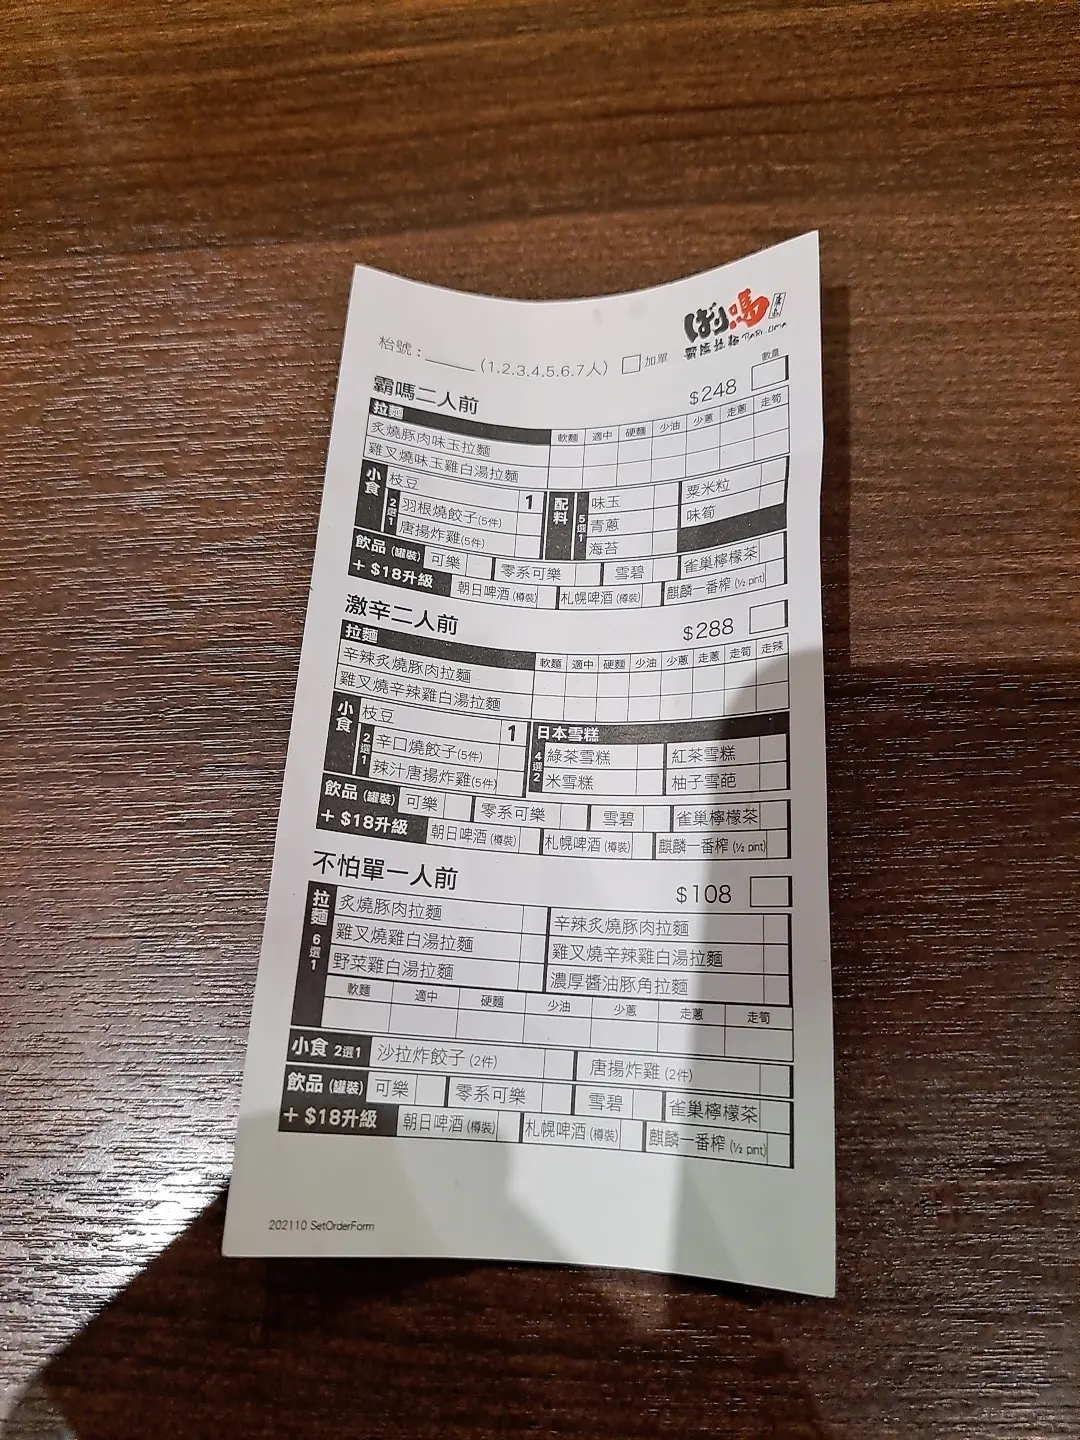 ばり嗎
霸嗎拉麵 BARI-UMA
枱號：_____ (1.2.3.4.5.6.7人) 加單 數量
霸嗎二人前 $248
拉麵 軟麵 適中 硬麵 少油 少蔥 走蔥 走筍
炙燒豚肉味玉拉麵
雞叉燒味玉雞白湯拉麵
小食 枝豆 1
2選1 羽根燒餃子(5件)
唐揚炸雞(5件)
配料 5選1 味玉 粟米粒
青蔥 味筍
海苔
飲品 (罐裝) 可樂 零系可樂 雪碧 雀巢檸檬茶
+ $18升級 朝日啤酒(樽裝) 札幌啤酒(樽裝) 麒麟一番榨(½ pint)
激辛二人前 $288
拉麵 軟麵 適中 硬麵 少油 少蔥 走蔥 走筍 走辣
辛辣炙燒豚肉拉麵
雞叉燒辛辣雞白湯拉麵
小食 枝豆 1
2選1 辛口燒餃子(5件)
辣汁唐揚炸雞(5件)
日本雪糕
4選2 綠茶雪糕 紅茶雪糕
米雪糕 柚子雪葩
飲品 (罐裝) 可樂 零系可樂 雪碧 雀巢檸檬茶
+ $18升級 朝日啤酒(樽裝) 札幌啤酒(樽裝) 麒麟一番榨(½ pint)
不怕單一人前 $108
拉麵 6選1 炙燒豚肉拉麵 辛辣炙燒豚肉拉麵
雞叉燒雞白湯拉麵 雞叉燒辛辣雞白湯拉麵
野菜雞白湯拉麵 濃厚醬油豚角拉麵
軟麵 適中 硬麵 少油 少蔥 走蔥 走筍
小食 2選1 沙拉炸餃子(2件) 唐揚炸雞(2件)
飲品 (罐裝) 可樂 零系可樂 雪碧 雀巢檸檬茶
+ $18升級 朝日啤酒(樽裝) 札幌啤酒(樽裝) 麒麟一番榨(½ pint)
202110 SetOrderForm